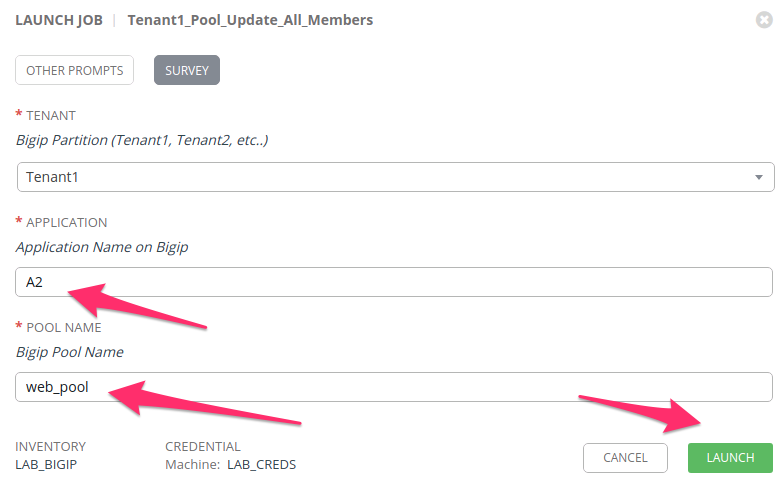 LAUNCH JOB | Tenant1_Pool_Update_All_Members
OTHER PROMPTS SURVEY
* TENANT
Bigip Partition (Tenant1, Tenant2, etc..)
Tenant1
* APPLICATION
Application Name on Bigip
A2
* POOL NAME
Bigip Pool Name
web_pool
INVENTORY CREDENTIAL
LAB_BIGIP Machine: LAB_CREDS
CANCEL LAUNCH